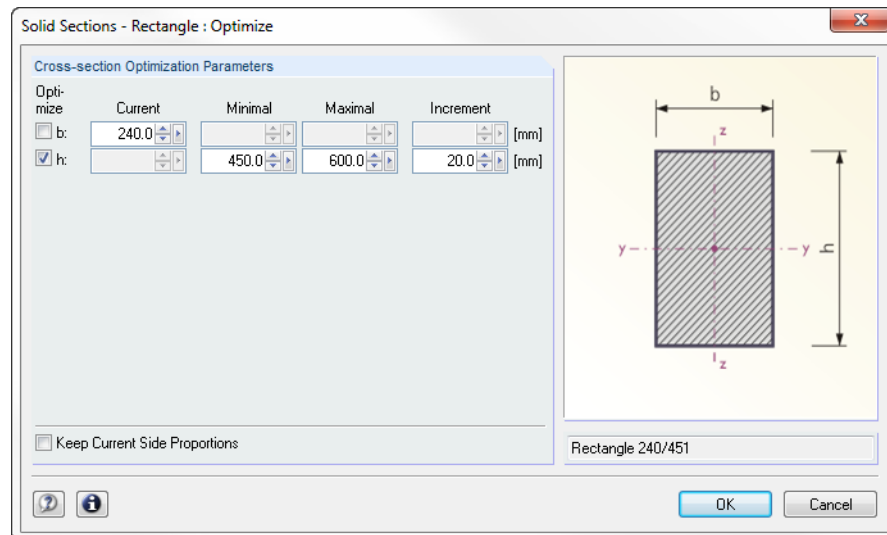 Solid Sections - Rectangle : Optimize
Cross-section Optimization Parameters
Opti-
mize Current Minimal Maximal Increment
b: 240.0 [mm]
h: 450.0 600.0 20.0 [mm]
b
z
y y h
z
Keep Current Side Proportions
Rectangle 240/451
OK Cancel